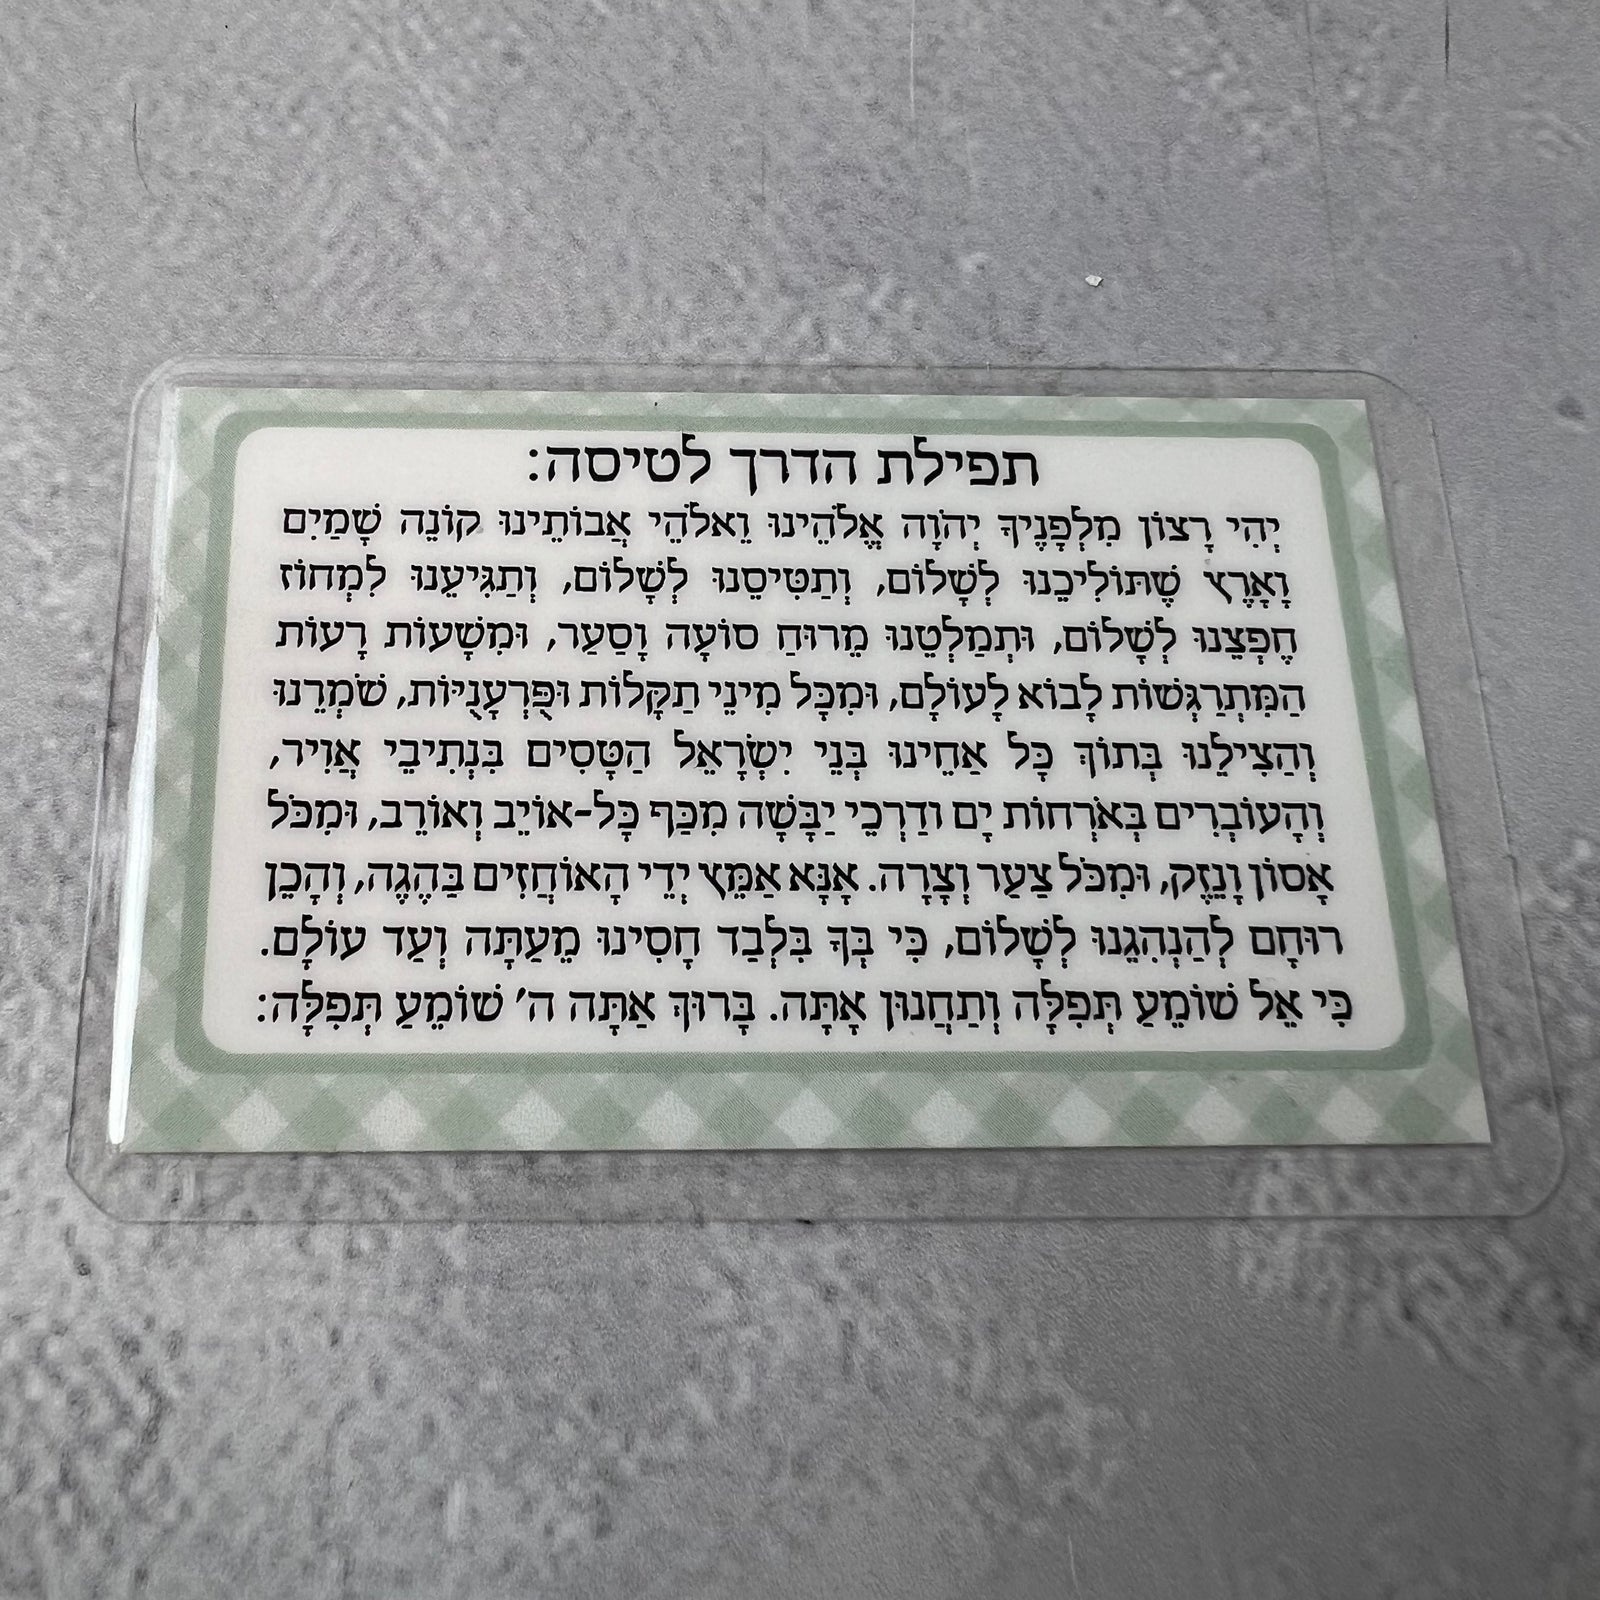 תפילת הדרך לטיסה:
יְהִי רָצוֹן מִלְּפָנֶיךָ יְהֹוָה אֱלֹהֵינוּ וֵאלֹהֵי אֲבוֹתֵינוּ קוֹנֵה שָׁמַיִם
וָאָרֶץ שֶׁתּוֹלִיכֵנוּ לְשָׁלוֹם, וְתַטִּיסֵנוּ לְשָׁלוֹם, וְתַגִּיעֵנוּ לִמְחוֹז
חֶפְצֵנוּ לְשָׁלוֹם, וּתְמַלְּטֵנוּ מֵרוּחַ סוֹעָה וָסַעַר, וּמִשָּׁעוֹת רָעוֹת
הַמִּתְרַגְּשׁוֹת לָבוֹא לָעוֹלָם, וּמִכָּל מִינֵי תַקָּלוֹת וּפֻּרְעָנֻיּוֹת, שֹׁמְרֵנוּ
וְהַצִּילֵנוּ בְּתוֹךְ כָּל אַחֵינוּ בְּנֵי יִשְׂרָאֵל הַטָּסִים בִּנְתִיבֵי אֲוִיר,
וְהָעוֹבְרִים בְּאֹרְחוֹת יָם ודַרְכֵי יַבָּשָׁה מִכַּף כָּל-אוֹיֵב וְאוֹרֵב, וּמִכֹּל
אָסוֹן וָנֵזֶק, וּמִכֹּל צַעַר וְצָרָה. אָנָּא אַמֵּץ יְדֵי הָאוֹחֲזִים בַּהֶגֶה, וְהָכֵן
רוּחָם לְהַנְהִגֵנוּ לְשָׁלוֹם, כִּי בְּךָ בִּלְבַד חָסִינוּ מֵעַתָּה וְעַד עוֹלָם.
כִּי אֵל שׁוֹמֵעַ תְּפִלָּה וְתַחֲנוּן אָתָּה. בָּרוּךְ אַתָּה ה' שׁוֹמֵעַ תְּפִלָּה: